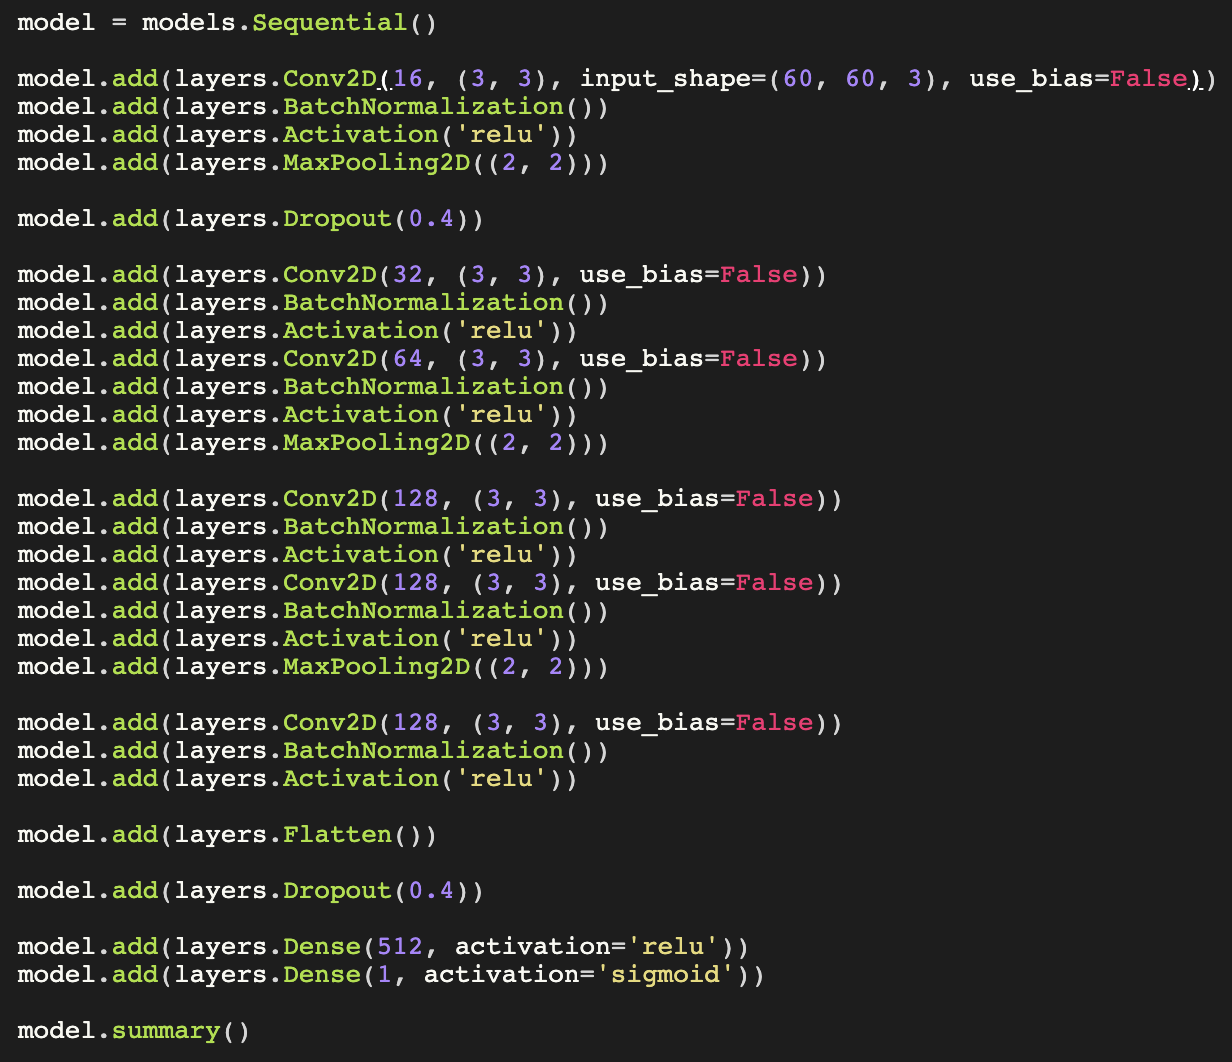 model = models.Sequential()
model.add(layers.Conv2D(16, (3, 3), input_shape=(60, 60, 3), use_bias=False))
model.add(layers.BatchNormalization())
model.add(layers.Activation('relu'))
model.add(layers.MaxPooling2D((2, 2)))
model.add(layers.Dropout(0.4))
model.add(layers.Conv2D(32, (3, 3), use_bias=False))
model.add(layers.BatchNormalization())
model.add(layers.Activation('relu'))
model.add(layers.Conv2D(64, (3, 3), use_bias=False))
model.add(layers.BatchNormalization())
model.add(layers.Activation('relu'))
model.add(layers.MaxPooling2D((2, 2)))
model.add(layers.Conv2D(128, (3, 3), use_bias=False))
model.add(layers.BatchNormalization())
model.add(layers.Activation('relu'))
model.add(layers.Conv2D(128, (3, 3), use_bias=False))
model.add(layers.BatchNormalization())
model.add(layers.Activation('relu'))
model.add(layers.MaxPooling2D((2, 2)))
model.add(layers.Conv2D(128, (3, 3), use_bias=False))
model.add(layers.BatchNormalization())
model.add(layers.Activation('relu'))
model.add(layers.Flatten())
model.add(layers.Dropout(0.4))
model.add(layers.Dense(512, activation='relu'))
model.add(layers.Dense(1, activation='sigmoid'))
model.summary()